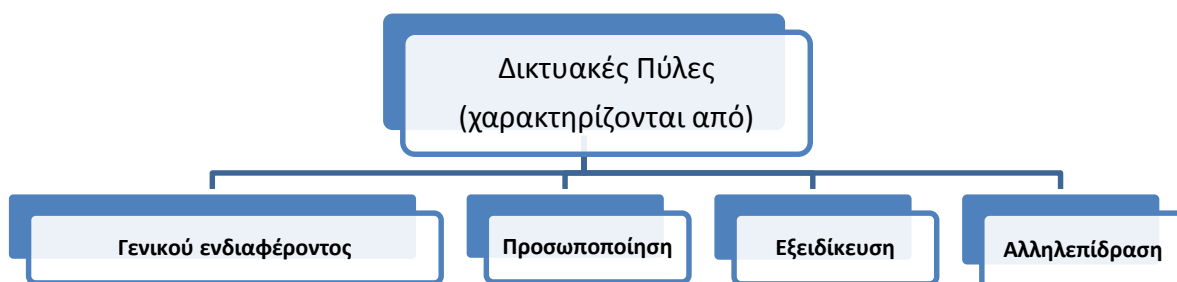 Δικτυακές Πύλες
(χαρακτηρίζονται από)
Γενικού ενδιαφέροντος
Προσωποποίηση
Εξειδίκευση
Αλληλεπίδραση